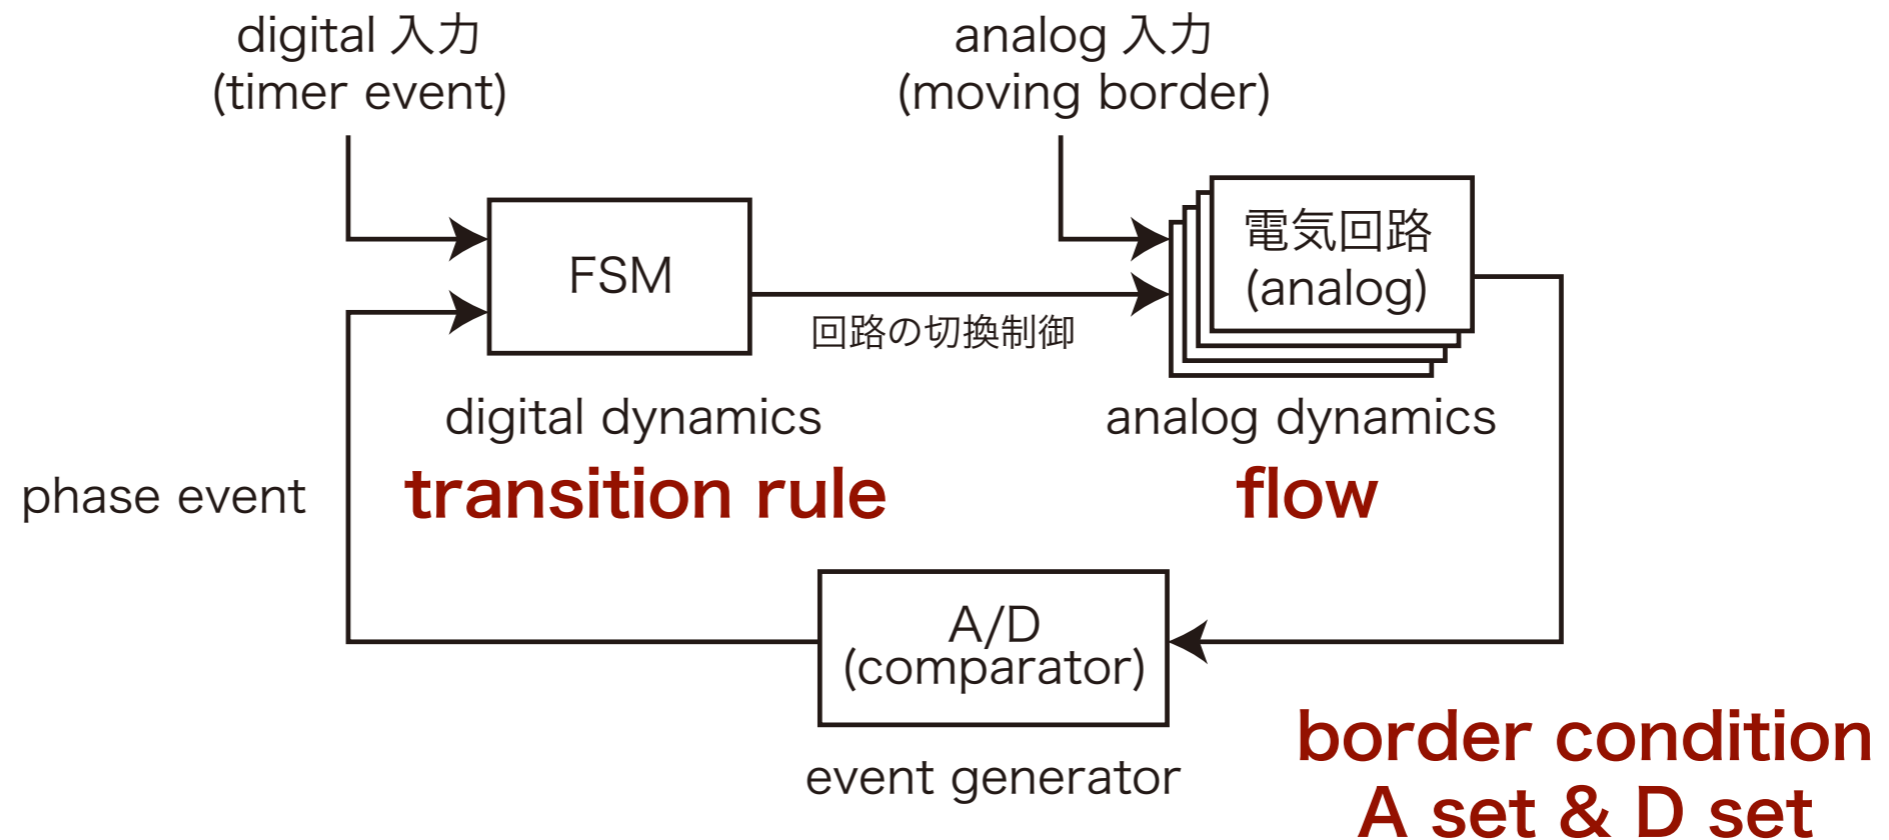 digital 入力
(timer event)
analog 入力
(moving border)
FSM
電気回路
(analog)
回路の切換制御
digital dynamics
analog dynamics
phase event
transition rule
flow
A/D
(comparator)
event generator
border condition
A set & D set